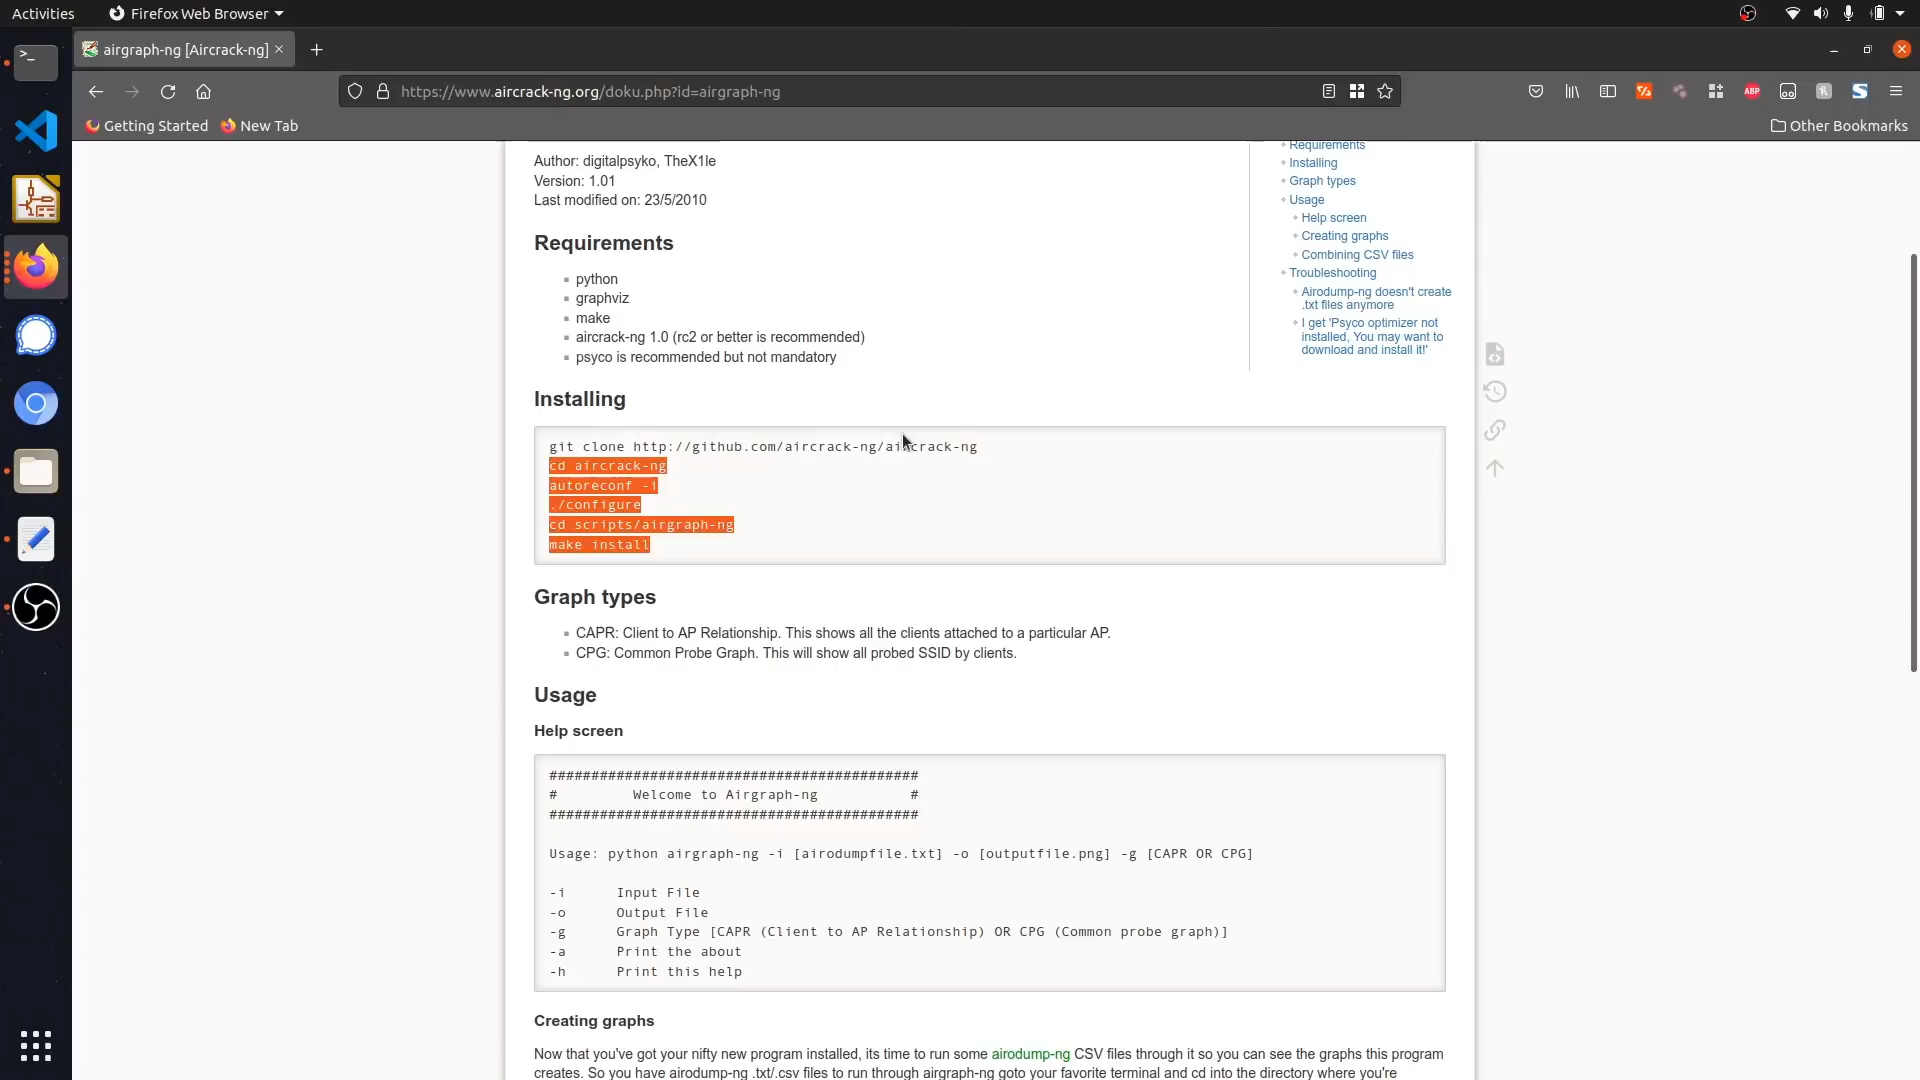 Activities
Firefox Web Browser
airgraph-ng [Aircrack-ng]
https://www.aircrack-ng.org/doku.php?id=airgraph-ng
ABP
Getting Started
New Tab
Other Bookmarks
Author: digitalpsyko, TheX1le
Version: 1.01
Last modified on: 23/5/2010
Requirements
python
graphviz
make
aircrack-ng 1.0 (rc2 or better is recommended)
psyco is recommended but not mandatory
Installing
git clone http://github.com/aircrack-ng/aircrack-ng
cd aircrack-ng
autoreconf -i
./configure
cd scripts/airgraph-ng
make install
Graph types
CAPR: Client to AP Relationship. This shows all the clients attached to a particular AP.
CPG: Common Probe Graph. This will show all probed SSID by clients.
Usage
Help screen
############################################
# Welcome to Airgraph-ng #
############################################
Usage: python airgraph-ng -i [airodumpfile.txt] -o [outputfile.png] -g [CAPR OR CPG]
-i Input File
-o Output File
-g Graph Type [CAPR (Client to AP Relationship) OR CPG (Common probe graph)]
-a Print the about
-h Print this help
Creating graphs
Now that you've got your nifty new program installed, its time to run some airodump-ng CSV files through it so you can see the graphs this program
creates. So you have airodump-ng .txt/.csv files to run through airgraph-ng goto your favorite terminal and cd into the directory where you're
Requirements
Installing
Graph types
Usage
Help screen
Creating graphs
Combining CSV files
Troubleshooting
Airodump-ng doesn't create
.txt files anymore
I get 'Psyco optimizer not
installed, You may want to
download and install it!'